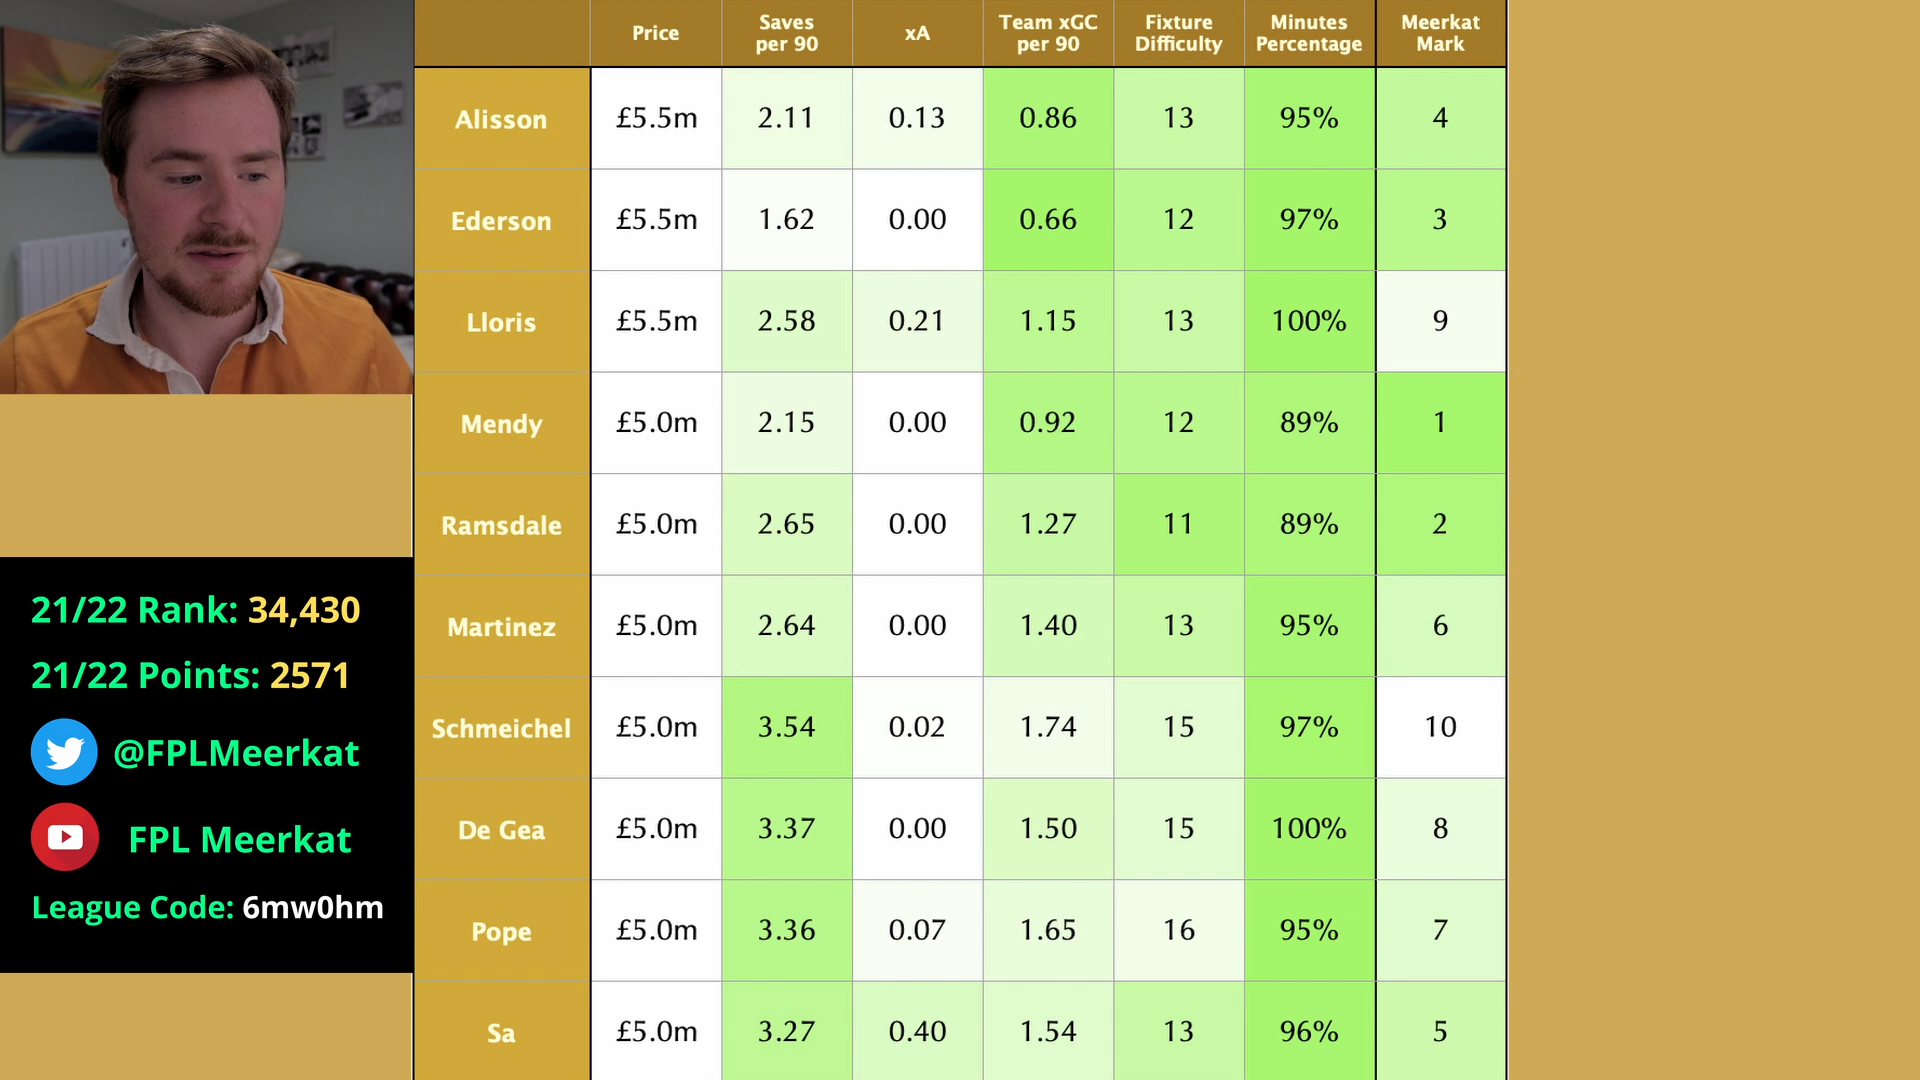 Price
Saves per 90
xA
Team xGC per 90
Fixture Difficulty
Minutes Percentage
Meerkat Mark
Alisson £5.5m 2.11 0.13 0.86 13 95% 4
Ederson £5.5m 1.62 0.00 0.66 12 97% 3
Lloris £5.5m 2.58 0.21 1.15 13 100% 9
Mendy £5.0m 2.15 0.00 0.92 12 89% 1
Ramsdale £5.0m 2.65 0.00 1.27 11 89% 2
Martinez £5.0m 2.64 0.00 1.40 13 95% 6
Schmeichel £5.0m 3.54 0.02 1.74 15 97% 10
De Gea £5.0m 3.37 0.00 1.50 15 100% 8
Pope £5.0m 3.36 0.07 1.65 16 95% 7
Sa £5.0m 3.27 0.40 1.54 13 96% 5
21/22 Rank: 34,430
21/22 Points: 2571
@FPLMeerkat
FPL Meerkat
League Code: 6mw0hm